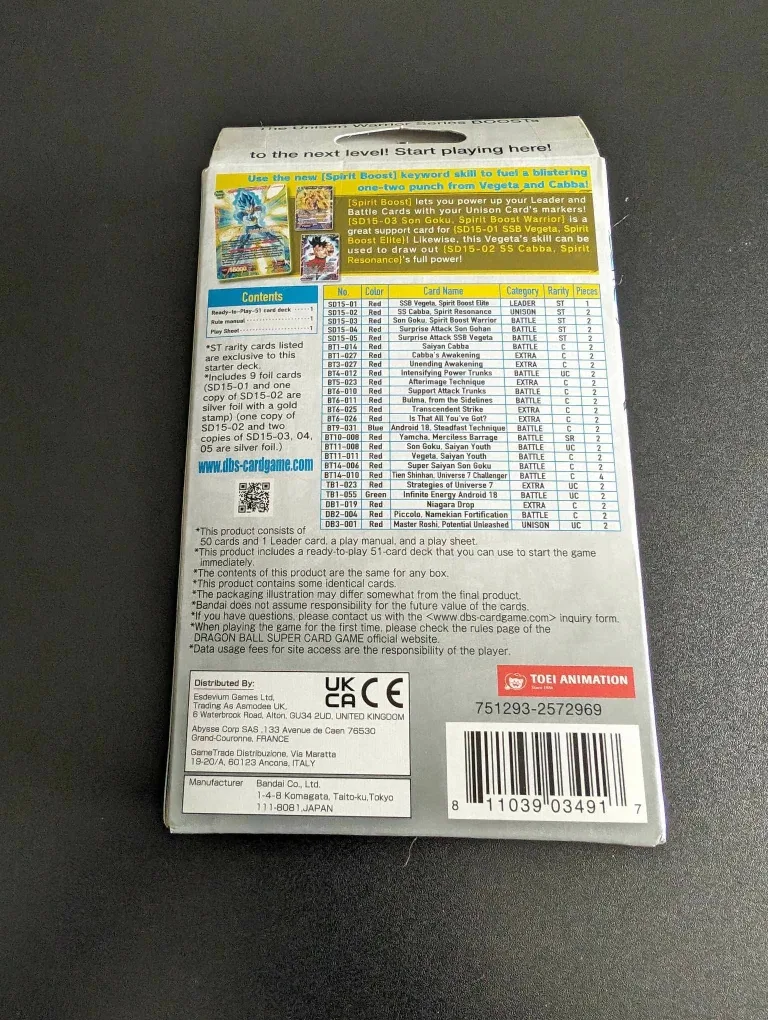 The Unison Warrior Series BOOSTs
to the next level! Start playing here!
Use the new [Spirit Boost] keyword skill to fuel a blistering
one-two punch from Vegeta and Cabba!
[Spirit Boost] lets you power up your Leader and
Battle Cards with your Unison Card's markers!
[SD15-03 Son Goku, Spirit Boost Warrior] is a
great support card for [SD15-01 SSB Vegeta, Spirit
Boost Elite]! Likewise, this Vegeta's skill can be
used to draw out [SD15-02 SS Cabba, Spirit
Resonance]'s full power!
Contents
Ready-to-Play-51 card deck ····· 1
Rule manual ················ 1
Play Sheet ················· 1
*ST rarity cards listed
are exclusive to this
starter deck.
*Includes 9 foil cards
(SD15-01 and one
copy of SD15-02 are
silver foil with a gold
stamp) (one copy of
SD15-02 and two
copies of SD15-03, 04,
05 are silver foil.)
www.dbs-cardgame.com
No. Color Card Name Category Rarity Pieces
SD15-01 Red SSB Vegeta, Spirit Boost Elite LEADER ST 1
SD15-02 Red SS Cabba, Spirit Resonance UNISON ST 2
SD15-03 Red Son Goku, Spirit Boost Warrior BATTLE ST 2
SD15-04 Red Surprise Attack Son Gohan BATTLE ST 2
SD15-05 Red Surprise Attack SSB Vegeta BATTLE ST 2
BT1-014 Red Saiyan Cabba BATTLE C 2
BT1-027 Red Cabba's Awakening EXTRA C 2
BT3-027 Red Unending Awakening EXTRA C 2
BT4-012 Red Intensifying Power Trunks BATTLE UC 2
BT5-023 Red Afterimage Technique EXTRA C 2
BT6-010 Red Support Attack Trunks BATTLE C 2
BT6-011 Red Bulma, from the Sidelines BATTLE C 2
BT6-025 Red Transcendent Strike EXTRA C 2
BT6-026 Red Is That All You've Got? EXTRA C 2
BT9-031 Blue Android 18, Steadfast Technique BATTLE C 2
BT10-008 Red Yamcha, Merciless Barrage BATTLE SR 2
BT11-008 Red Son Goku, Saiyan Youth BATTLE UC 2
BT11-011 Red Vegeta, Saiyan Youth BATTLE C 2
BT14-006 Red Super Saiyan Son Goku BATTLE C 2
BT14-010 Red Tien Shinhan, Universe 7 Challenger BATTLE C 4
TB1-023 Red Strategies of Universe 7 EXTRA UC 2
TB1-055 Green Infinite Energy Android 18 BATTLE UC 2
DB1-019 Red Niagara Drop EXTRA C 2
DB2-004 Red Piccolo, Namekian Fortification BATTLE C 2
DB3-001 Red Master Roshi, Potential Unleashed UNISON UC 2
*This product consists of
50 cards and 1 Leader card, a play manual, and a play sheet.
*This product includes a ready-to-play 51-card deck that you can use to start the game
immediately.
*The contents of this product are the same for any box.
*This product contains some identical cards.
*The packaging illustration may differ somewhat from the final product.
*Bandai does not assume responsibility for the future value of the cards.
*If you have questions, please contact us with the <www.dbs-cardgame.com> inquiry form.
*When playing the game for the first time, please check the rules page of the
DRAGON BALL SUPER CARD GAME official website.
*Data usage fees for site access are the responsibility of the player.
Distributed By:
Esdevium Games Ltd,
Trading As Asmodee UK,
6 Waterbrook Road, Alton, GU34 2UD, UNITED KINGDOM
Abysse Corp SAS ,133 Avenue de Caen 76530
Grand-Couronne, FRANCE
GameTrade Distribuzione, Via Maratta
19-20/A, 60123 Ancona, ITALY
UK
CA CE
Manufacturer Bandai Co., Ltd.
1-4-8 Komagata, Taito-ku,Tokyo
111-8081,JAPAN
TOEI ANIMATION
Since 1956
751293-2572969
8 11039 03491 7